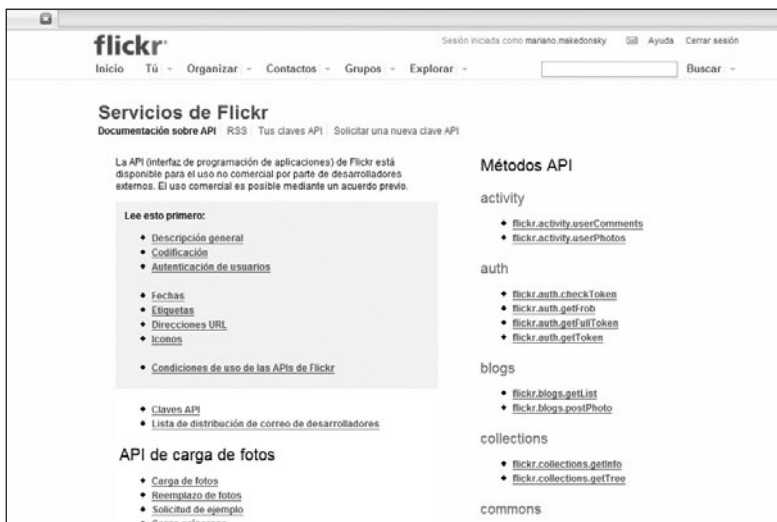 flickr
Sesión iniciada como mariano.makedonsky Ayuda Cerrar sesión
Inicio Tú Organizar Contactos Grupos Explorar Buscar
Servicios de Flickr
Documentación sobre API RSS Tus claves API Solicitar una nueva clave API
La API (interfaz de programación de aplicaciones) de Flickr está
disponible para el uso no comercial por parte de desarrolladores
externos. El uso comercial es posible mediante un acuerdo previo.
Lee esto primero:
Descripción general
Codificación
Autenticación de usuarios
Fechas
Etiquetas
Direcciones URL
Iconos
Condiciones de uso de las APIs de Flickr
Claves API
Lista de distribución de correo de desarrolladores
API de carga de fotos
Carga de fotos
Reemplazo de fotos
Solicitud de ejemplo
Métodos API
activity
flickr.activity.userComments
flickr.activity.userPhotos
auth
flickr.auth.checkToken
flickr.auth.getFrob
flickr.auth.getFullToken
flickr.auth.getToken
blogs
flickr.blogs.getList
flickr.blogs.postPhoto
collections
flickr.collections.getInfo
flickr.collections.getTree
commons